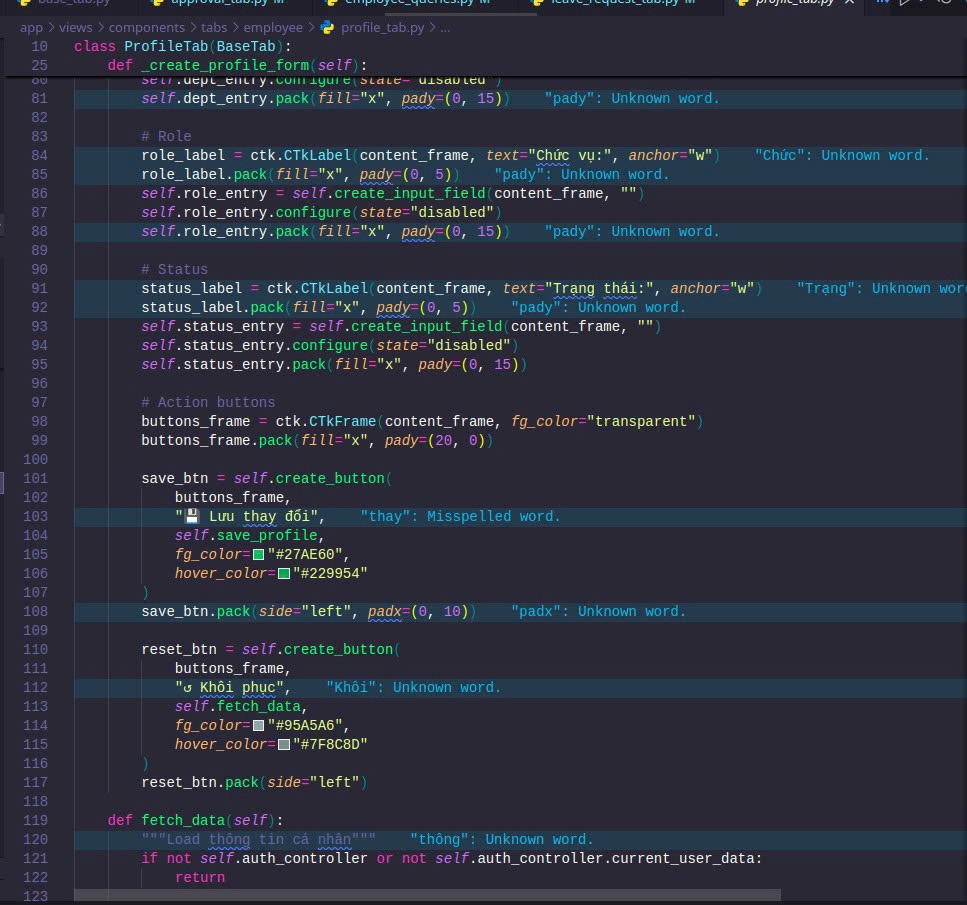 base_tab.py approval_tab.py M employee_queries.py M leave_request_tab.py M profile_tab.py
app > views > components > tabs > employee > profile_tab.py > ...
10 class ProfileTab(BaseTab):
25 def _create_profile_form(self):
80 self.dept_entry.configure(state="disabled")
81 self.dept_entry.pack(fill="x", pady=(0, 15)) "pady": Unknown word.
82
83 # Role
84 role_label = ctk.CTkLabel(content_frame, text="Chức vụ:", anchor="w") "Chức": Unknown word.
85 role_label.pack(fill="x", pady=(0, 5)) "pady": Unknown word.
86 self.role_entry = self.create_input_field(content_frame, "")
87 self.role_entry.configure(state="disabled")
88 self.role_entry.pack(fill="x", pady=(0, 15)) "pady": Unknown word.
89
90 # Status
91 status_label = ctk.CTkLabel(content_frame, text="Trạng thái:", anchor="w") "Trạng": Unknown wor
92 status_label.pack(fill="x", pady=(0, 5)) "pady": Unknown word.
93 self.status_entry = self.create_input_field(content_frame, "")
94 self.status_entry.configure(state="disabled")
95 self.status_entry.pack(fill="x", pady=(0, 15))
96
97 # Action buttons
98 buttons_frame = ctk.CTkFrame(content_frame, fg_color="transparent")
99 buttons_frame.pack(fill="x", pady=(20, 0))
100
101 save_btn = self.create_button(
102 buttons_frame,
103 "💾 Lưu thay đổi", "thay": Misspelled word.
104 self.save_profile,
105 fg_color="#27AE60",
106 hover_color="#229954"
107 )
108 save_btn.pack(side="left", padx=(0, 10)) "padx": Unknown word.
109
110 reset_btn = self.create_button(
111 buttons_frame,
112 "↺ Khôi phục", "Khôi": Unknown word.
113 self.fetch_data,
114 fg_color="#95A5A6",
115 hover_color="#7F8C8D"
116 )
117 reset_btn.pack(side="left")
118
119 def fetch_data(self):
120 """Load thông tin cá nhân""" "thông": Unknown word.
121 if not self.auth_controller or not self.auth_controller.current_user_data:
122 return
123